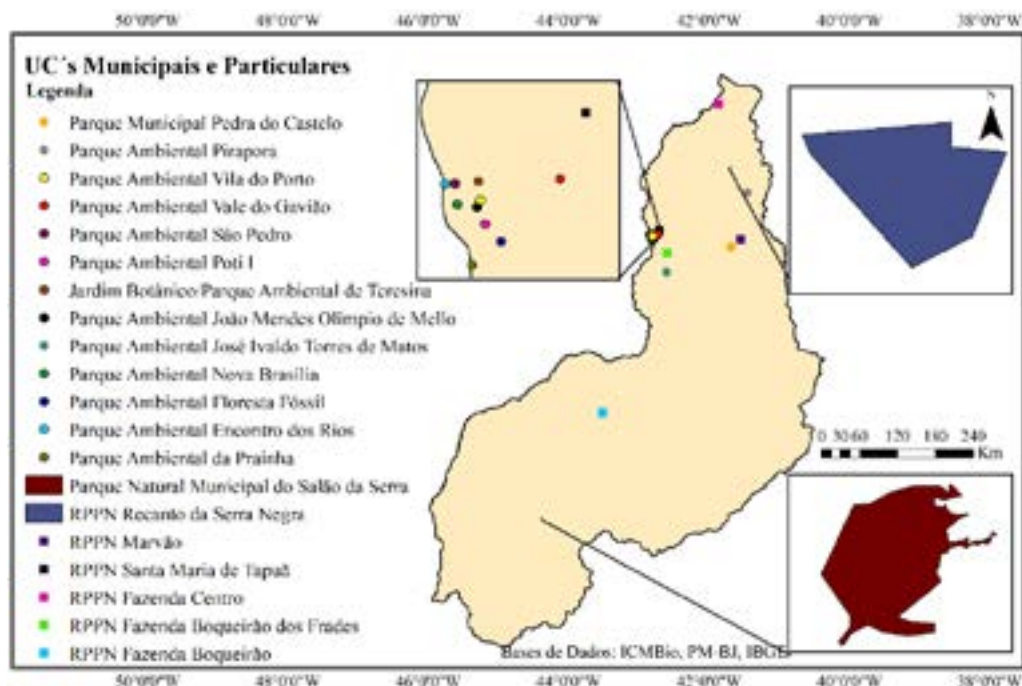 50°0'0"W 48°0'0"W 46°0'0"W 44°0'0"W 42°0'0"W 40°0'0"W 38°0'0"W
UC´s Municipais e Particulares
Legenda
Parque Municipal Pedra do Castelo
Parque Ambiental Pirapora
Parque Ambiental Vila do Porto
Parque Ambiental Vale do Gavião
Parque Ambiental São Pedro
Parque Ambiental Poti I
Jardim Botânico/Parque Ambiental de Teresina
Parque Ambiental João Mendes Olímpio de Mello
Parque Ambiental José Ivaldo Torres de Matos
Parque Ambiental Nova Brasília
Parque Ambiental Floresta Fóssil
Parque Ambiental Encontro dos Rios
Parque Ambiental da Prainha
Parque Natural Municipal do Salão da Serra
RPPN Recanto da Serra Negra
RPPN Marvão
RPPN Santa Maria de Tapuã
RPPN Fazenda Centro
RPPN Fazenda Boqueirão dos Frades
RPPN Fazenda Boqueirão
N
0 30 60 120 180 240
Km
Bases de Dados: ICMBio, PM-BJ, IBGE
50°0'0"W 48°0'0"W 46°0'0"W 44°0'0"W 42°0'0"W 40°0'0"W 38°0'0"W